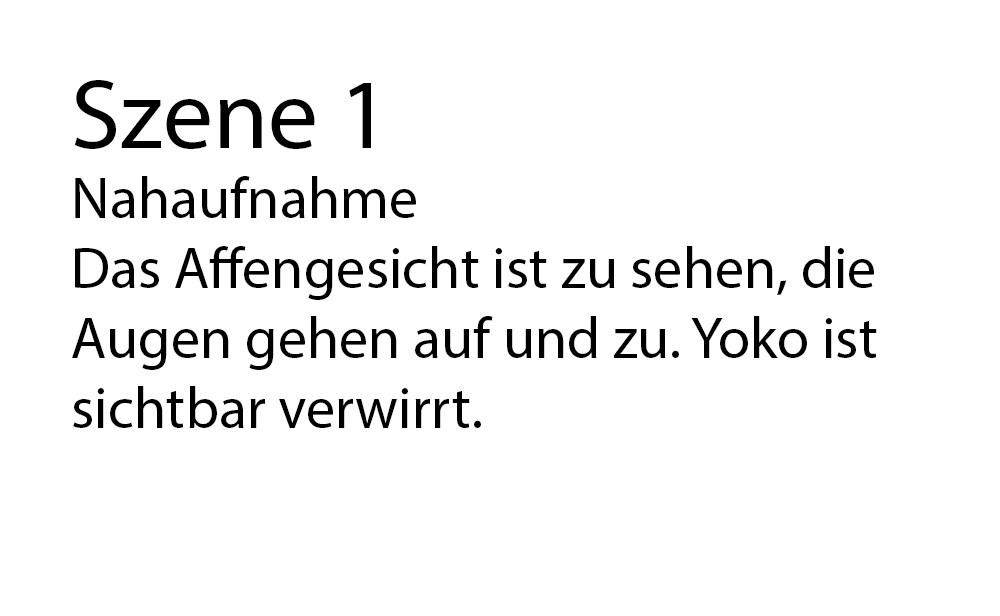 Szene 1
Nahaufnahme
Das Affengesicht ist zu sehen, die
Augen gehen auf und zu. Yoko ist
sichtbar verwirrt.